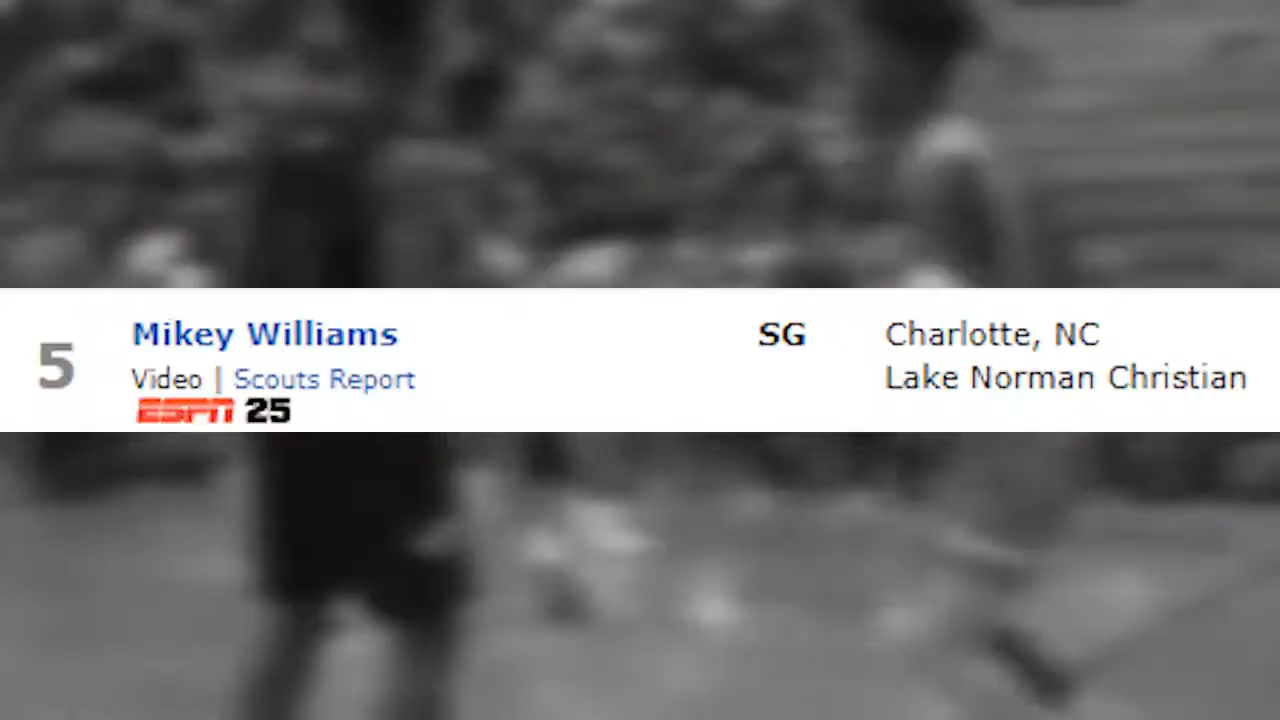 5
Mikey Williams
SG
Charlotte, NC
Video | Scouts Report
Lake Norman Christian
ESPN 25